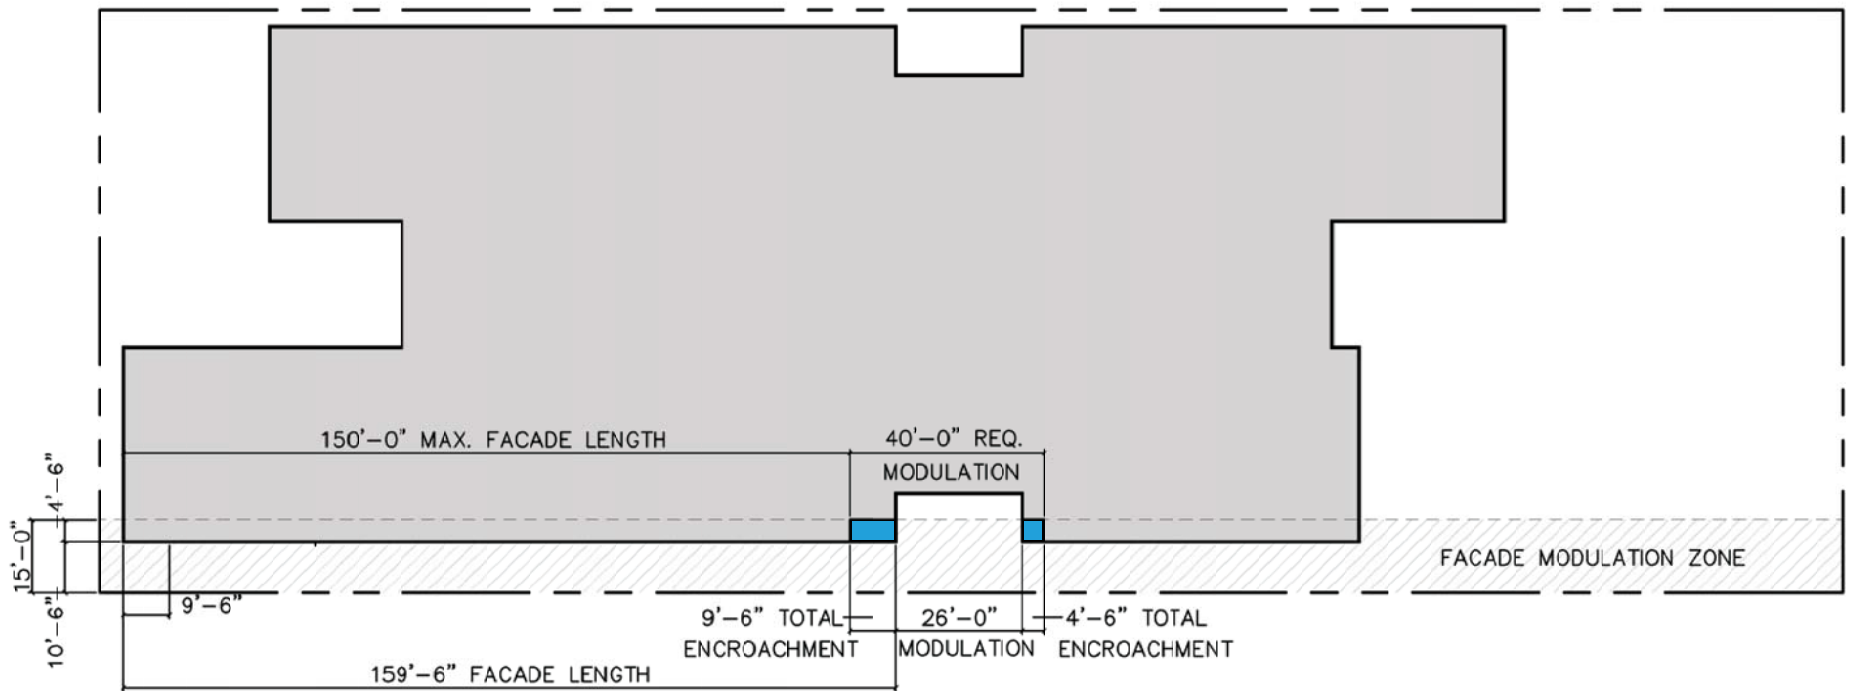 150'-0" MAX. FACADE LENGTH
40'-0" REQ.
MODULATION
4'-6"
15'-0"
10'-6"
FACADE MODULATION ZONE
9'-6"
9'-6" TOTAL
ENCROACHMENT
26'-0"
MODULATION
4'-6" TOTAL
ENCROACHMENT
159'-6" FACADE LENGTH